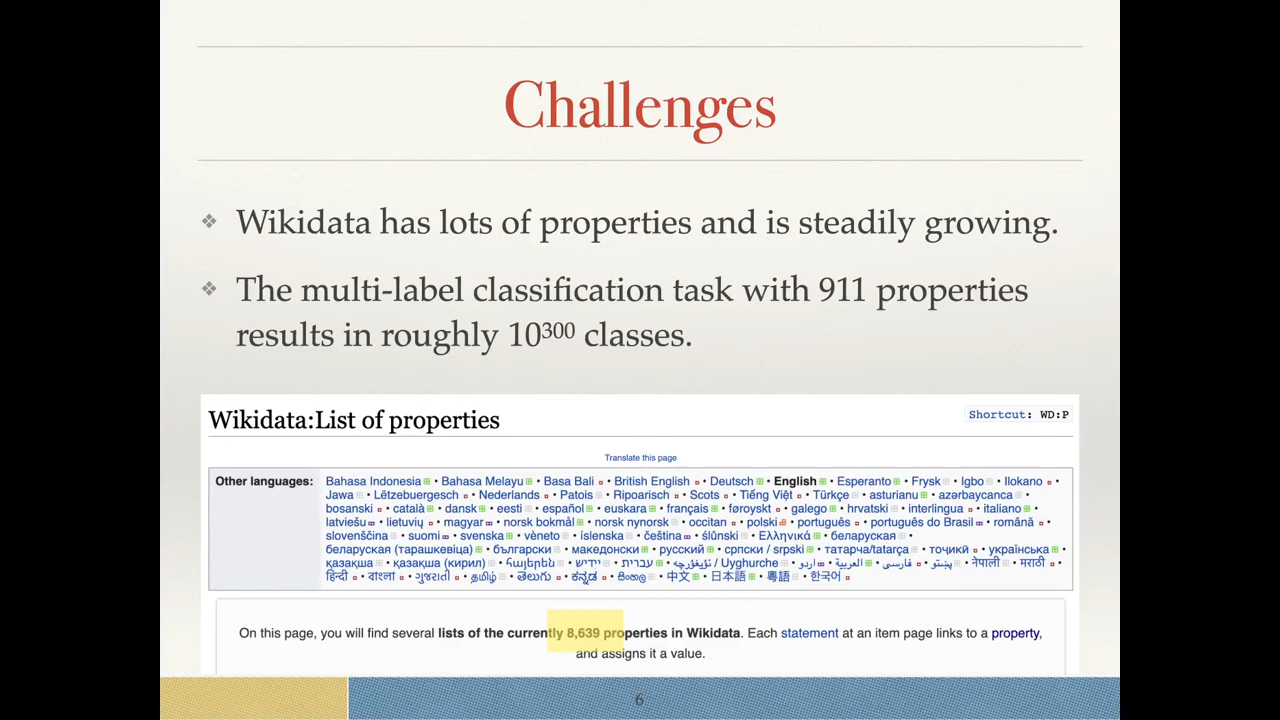 Challenges
Wikidata has lots of properties and is steadily growing.
The multi-label classification task with 911 properties
results in roughly 10³⁰⁰ classes.
Wikidata:List of properties
Shortcut: WD:P
Translate this page
Other languages: Bahasa Indonesia • Bahasa Melayu • Basa Bali • British English • Deutsch • English • Esperanto • Frysk • Igbo • Ilokano •
Jawa • Lëtzebuergesch • Nederlands • Patois • Ripoarisch • Scots • Tiếng Việt • Türkçe • asturianu • azərbaycanca •
bosanski • català • dansk • eesti • español • euskara • français • føroyskt • galego • hrvatski • interlingua • italiano •
latviešu • lietuvių • magyar • norsk bokmål • norsk nynorsk • occitan • polski • português • português do Brasil • română •
slovenščina • suomi • svenska • vèneto • íslenska • čeština • ślůnski • Ελληνικά • беларуская •
беларуская (тарашкевіца) • български • македонски • русский • српски / srpski • татарча/tatarça • тоҷикӣ • українська •
қазақша • қазақша (кирил) • հայերեն • ייִדיש • עברית • ئۇيغۇرچە / Uyghurche • اردو • العربية • فارسی • پښتو • नेपाली • मराठी •
हिन्दी • বাংলা • ગુજરાતી • தமிழ் • తెలుగు • ಕನ್ನಡ • සිංහල • 中文 • 日本語 • 粵語 • 한국어
On this page, you will find several lists of the currently 8,639 properties in Wikidata. Each statement at an item page links to a property,
and assigns it a value.
6